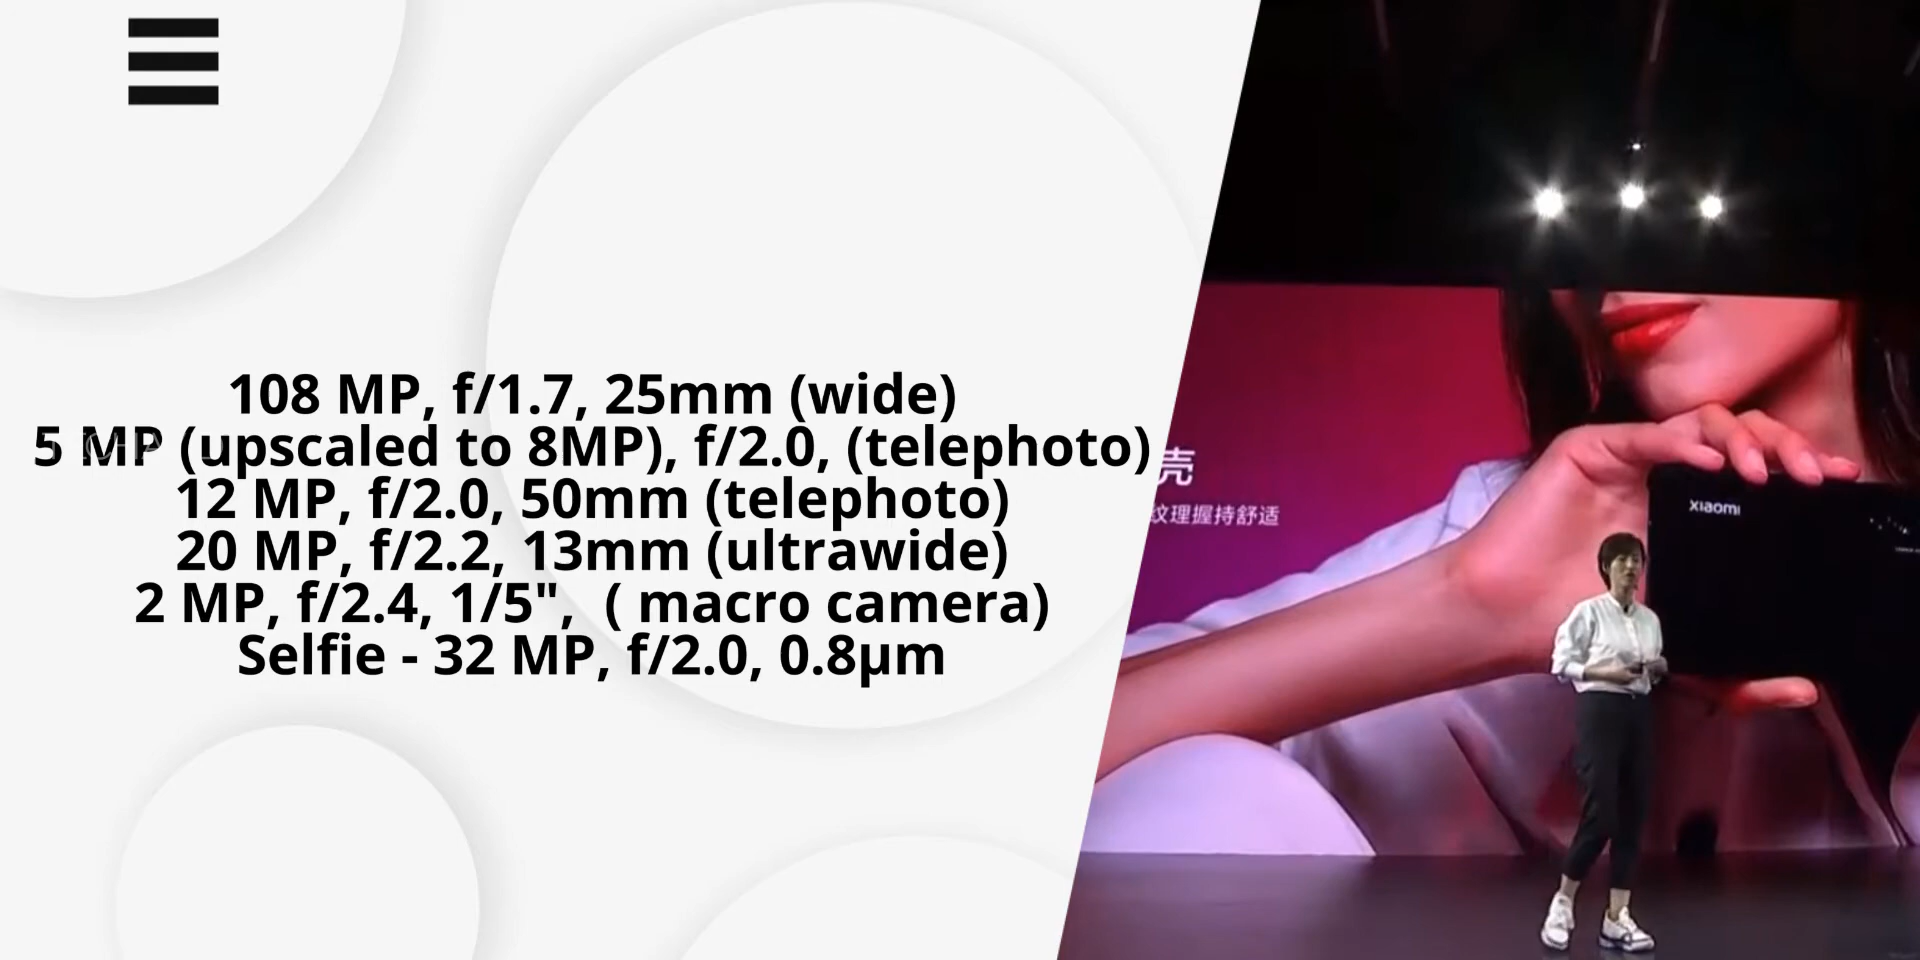 108 MP, f/1.7, 25mm (wide)
5 MP (upscaled to 8MP), f/2.0, (telephoto)
12 MP, f/2.0, 50mm (telephoto)
20 MP, f/2.2, 13mm (ultrawide)
2 MP, f/2.4, 1/5", ( macro camera)
Selfie - 32 MP, f/2.0, 0.8µm
壳
纹理握持舒适
xiaomi